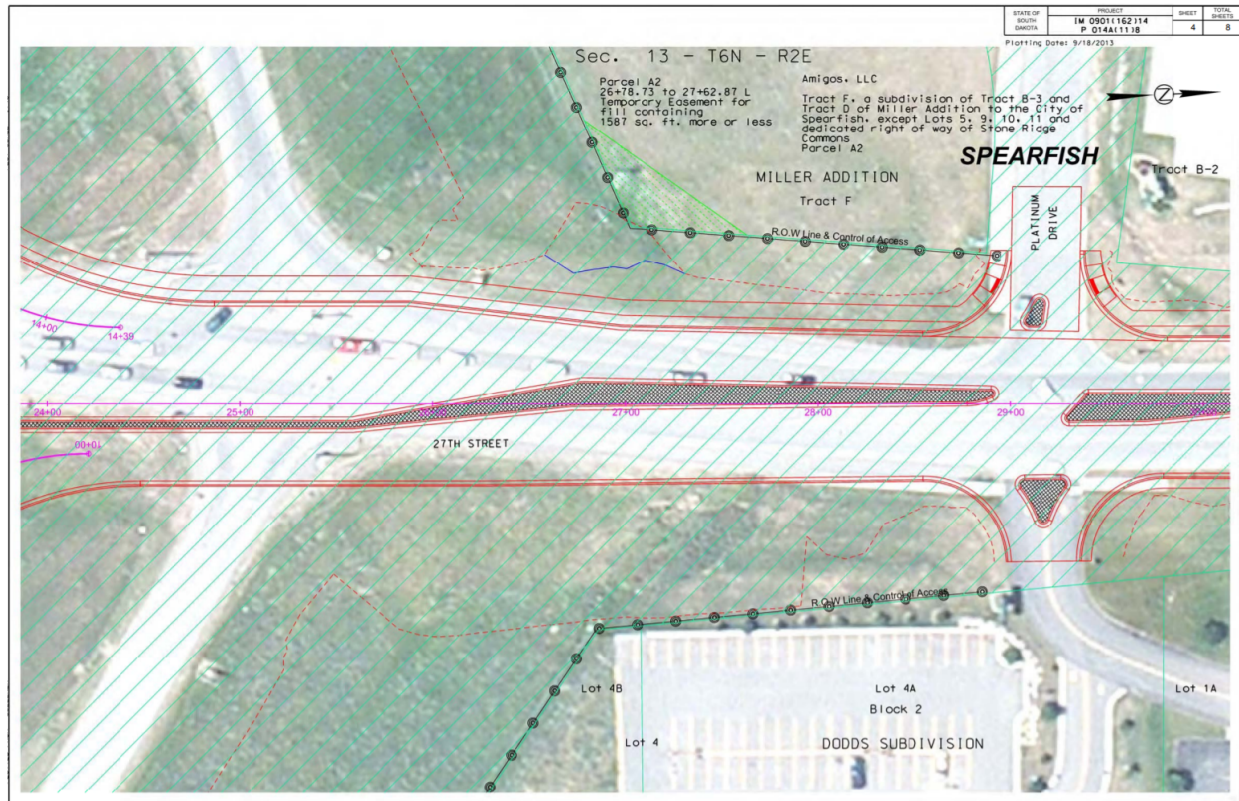 STATE OF SOUTH DAKOTA
PROJECT
IM 0901(162)14
P 014A(11)8
SHEET
4
TOTAL SHEETS
8
Plotting Date: 9/18/2013
Sec. 13 - T6N - R2E
Parcel A2
26+78.73 to 27+62.87 L
Temporary Easement for
fill containing
1587 sq. ft. more or less
Amigos, LLC
Tract F, a subdivision of Tract B-3 and
Tract D of Miller Addition to the City of
Spearfish, except Lots 5, 9, 10, 11 and
dedicated right of way of Stone Ridge
Commons
Parcel A2
Z
SPEARFISH
Tract B-2
MILLER ADDITION
Tract F
PLATINUM
DRIVE
R.O.W Line & Control of Access
14+00
14+39
24+00
25+00
27+00
28+00
29+00
27TH STREET
10+00
R.O.W Line & Control of Access
Lot 4B
Lot 4A
Block 2
Lot 1A
Lot 4
DODDS SUBDIVISION